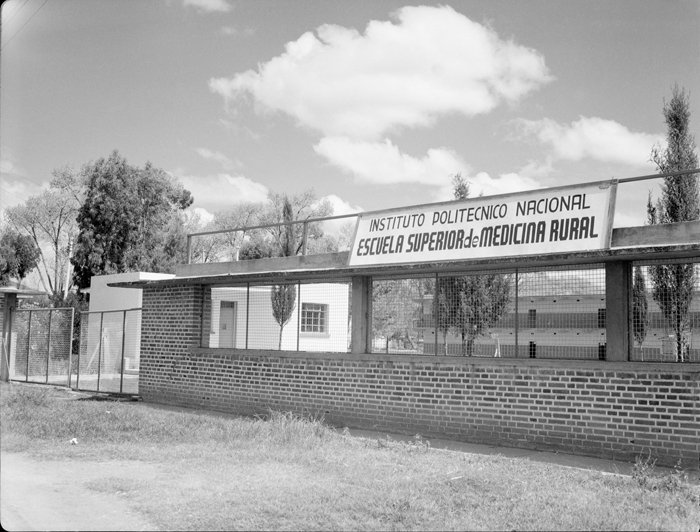 INSTITUTO POLITECNICO NACIONAL
ESCUELA SUPERIOR de MEDICINA RURAL